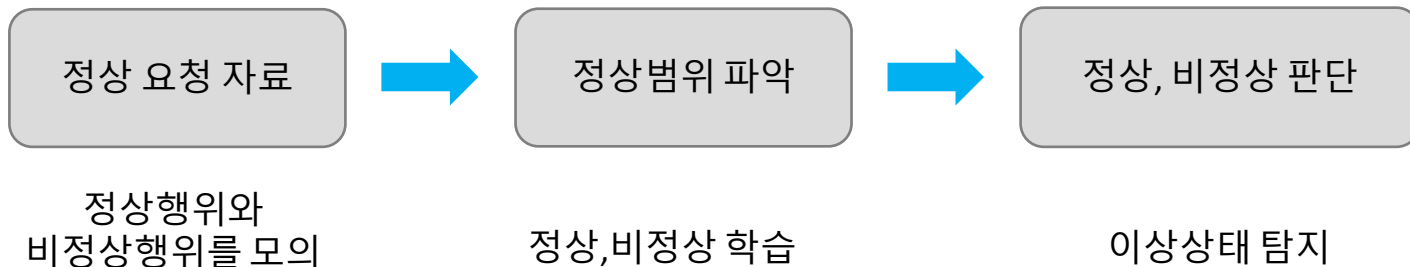 정상 요청 자료
정상범위 파악
정상, 비정상 판단
정상행위와
비정상행위를 모의
정상,비정상 학습
이상상태 탐지